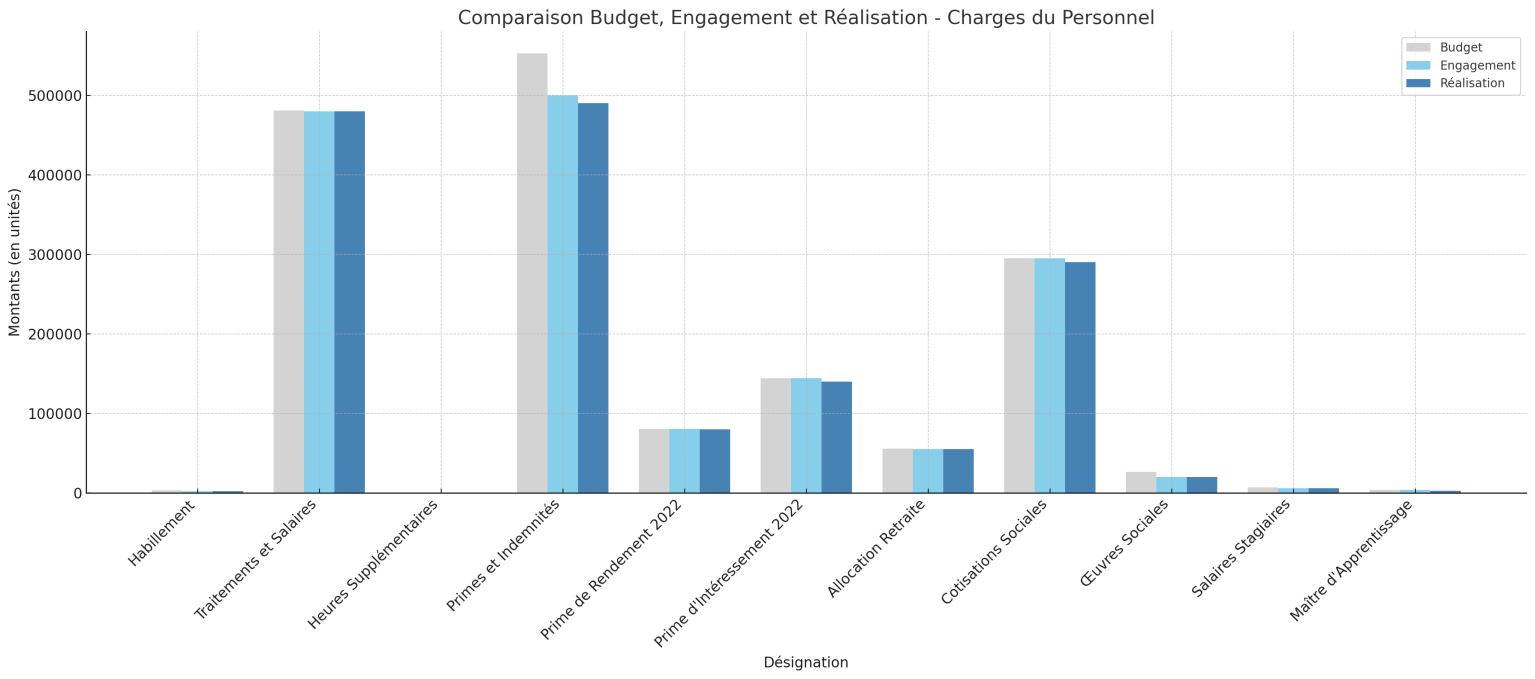 Comparaison Budget, Engagement et Réalisation - Charges du Personnel
Budget
Engagement
Réalisation
Montants (en unités)
500000
400000
300000
200000
100000
0
Habillement
Traitements et Salaires
Heures Supplémentaires
Primes et Indemnités
Prime de Rendement 2022
Prime d'Intéressement 2022
Allocation Retraite
Cotisations Sociales
Œuvres Sociales
Salaires Stagiaires
Maître d'Apprentissage
Désignation